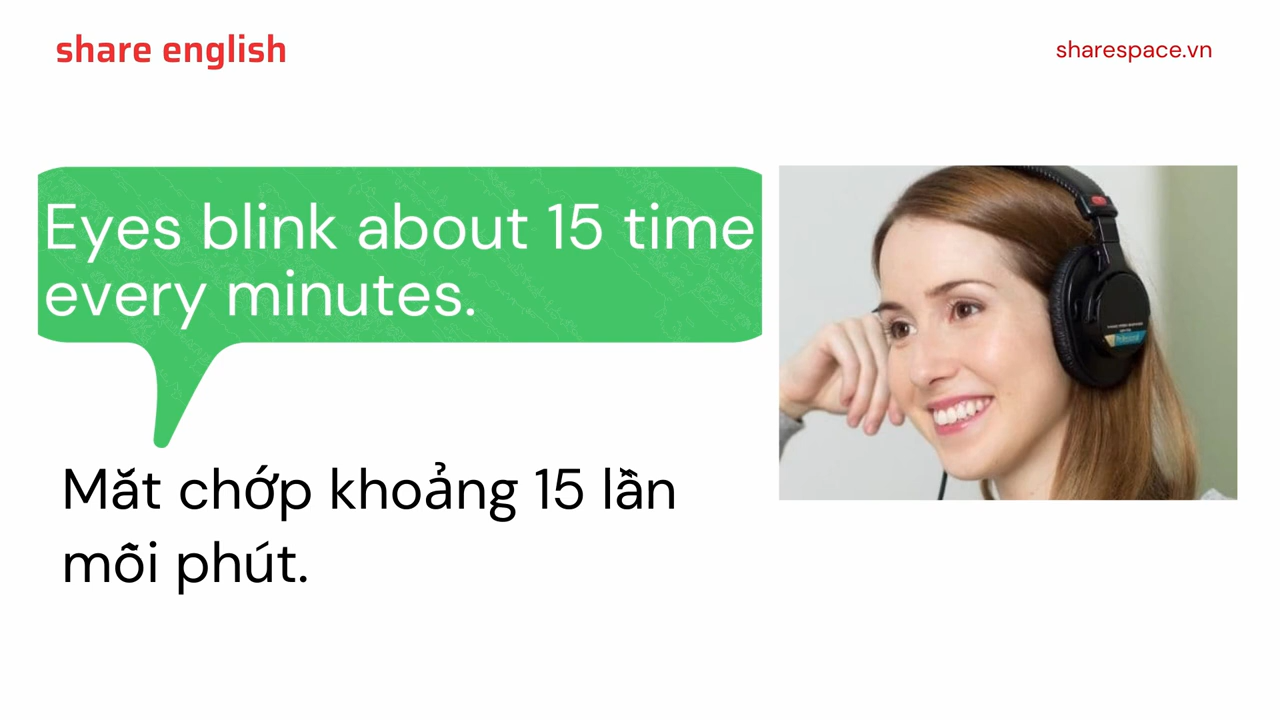 share english
sharespace.vn
Eyes blink about 15 time
every minutes.
Mắt chớp khoảng 15 lần
mỗi phút.